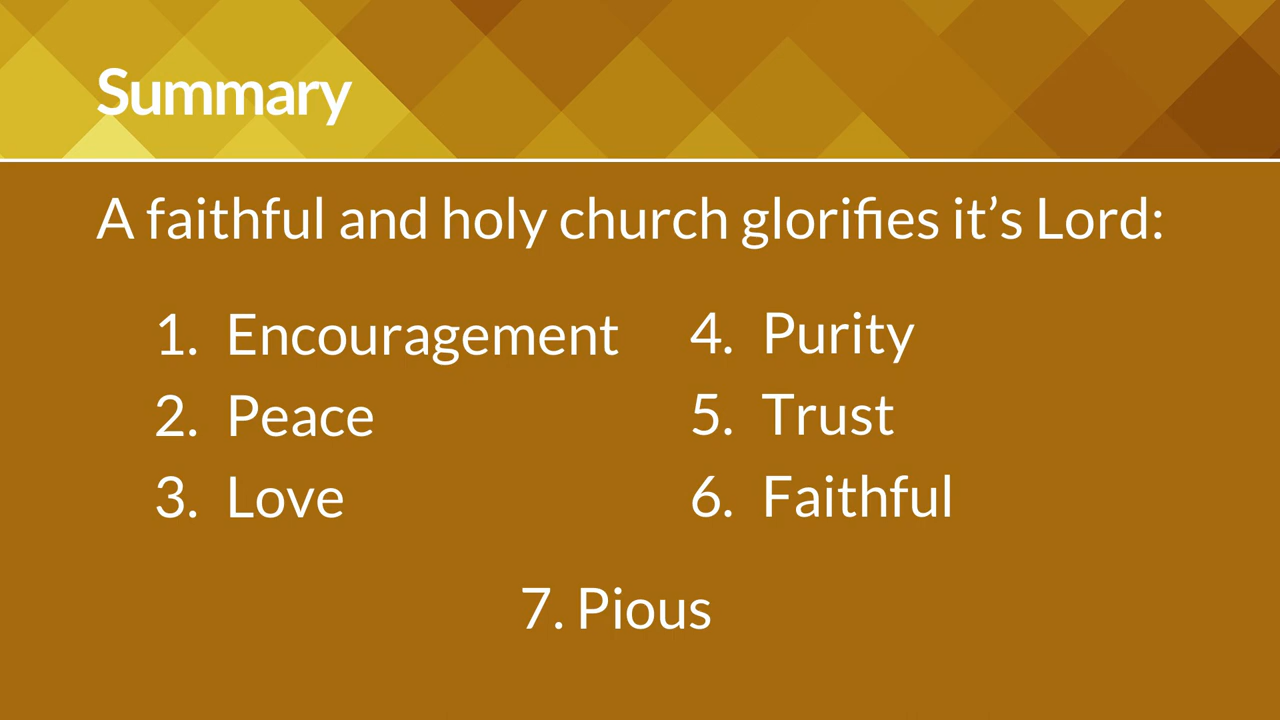 Summary
A faithful and holy church glorifies it’s Lord:
1. Encouragement
2. Peace
3. Love
4. Purity
5. Trust
6. Faithful
7. Pious